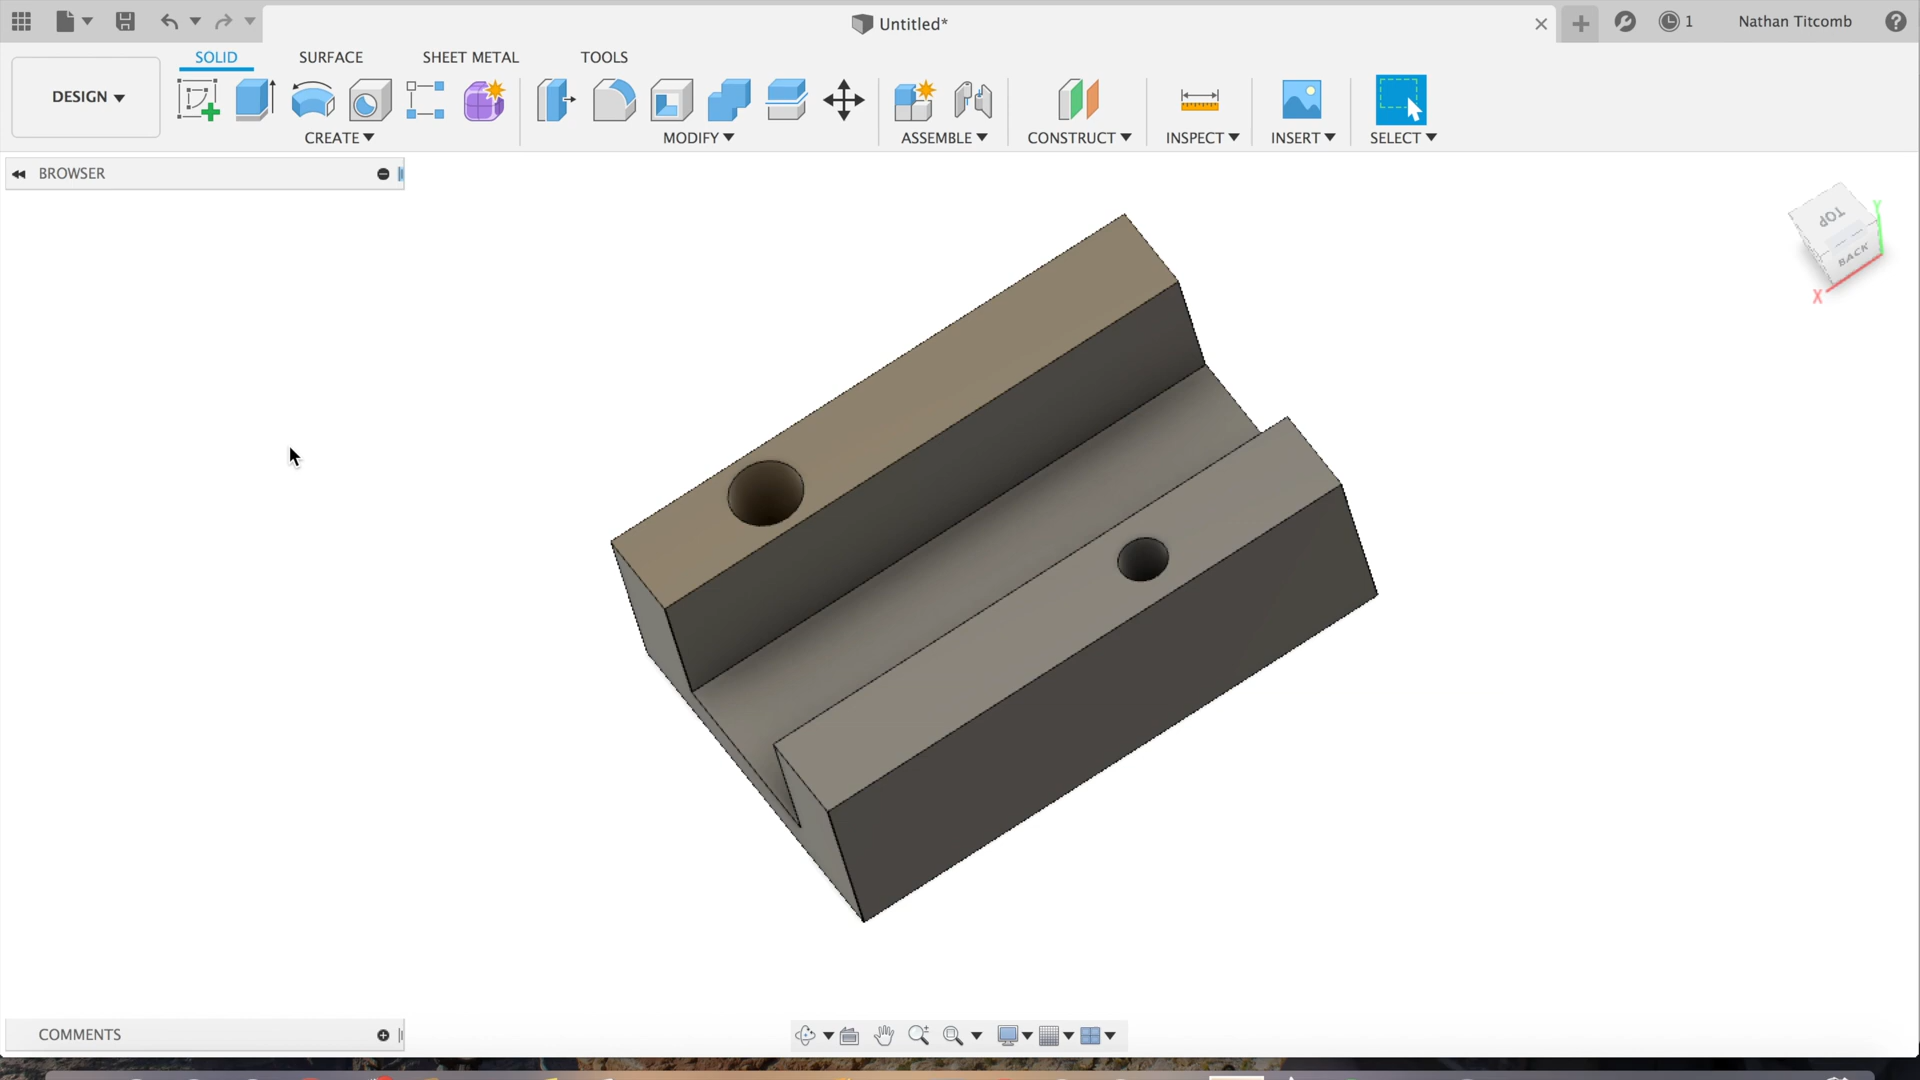 Untitled*
1
Nathan Titcomb
SOLID
SURFACE
SHEET METAL
TOOLS
DESIGN
CREATE
MODIFY
ASSEMBLE
CONSTRUCT
INSPECT
INSERT
SELECT
BROWSER
TOP
BACK
Y
X
COMMENTS